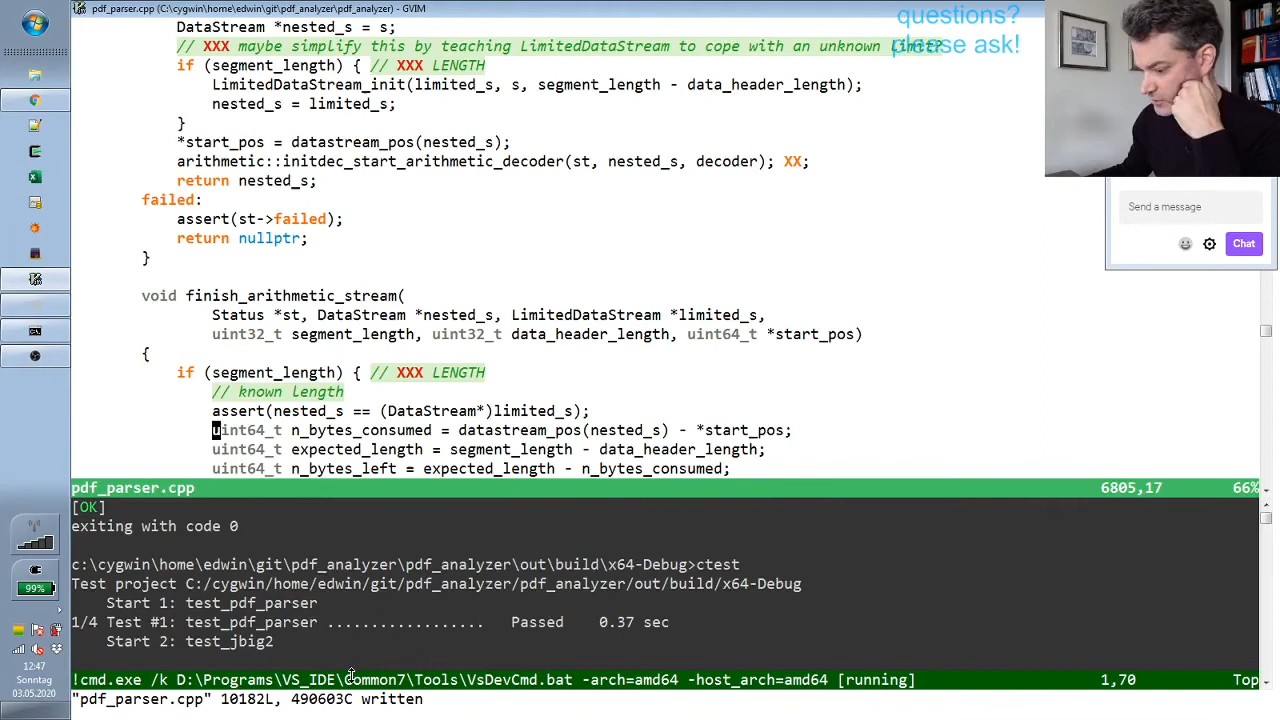 pdf_parser.cpp (C:\cygwin\home\edwin\git\pdf_analyzer\pdf_analyzer) - GVIM
questions?
please ask!
DataStream *nested_s = s;
// XXX maybe simplify this by teaching LimitedDataStream to cope with an unknown limit?
if (segment_length) { // XXX LENGTH
LimitedDataStream_init(limited_s, s, segment_length - data_header_length);
nested_s = limited_s;
}
*start_pos = datastream_pos(nested_s);
arithmetic::initdec_start_arithmetic_decoder(st, nested_s, decoder); XX;
return nested_s;
failed:
assert(st->failed);
return nullptr;
}
void finish_arithmetic_stream(
Status *st, DataStream *nested_s, LimitedDataStream *limited_s,
uint32_t segment_length, uint32_t data_header_length, uint64_t *start_pos)
{
if (segment_length) { // XXX LENGTH
// known length
assert(nested_s == (DataStream*)limited_s);
uint64_t n_bytes_consumed = datastream_pos(nested_s) - *start_pos;
uint64_t expected_length = segment_length - data_header_length;
uint64_t n_bytes_left = expected_length - n_bytes_consumed;
pdf_parser.cpp 6805,17 66%
[OK]
exiting with code 0
c:\cygwin\home\edwin\git\pdf_analyzer\pdf_analyzer\out\build\x64-Debug>ctest
Test project C:/cygwin/home/edwin/git/pdf_analyzer/pdf_analyzer/out/build/x64-Debug
Start 1: test_pdf_parser
1/4 Test #1: test_pdf_parser .................. Passed 0.37 sec
Start 2: test_jbig2
!cmd.exe /k D:\Programs\VS_IDE\Common7\Tools\VsDevCmd.bat -arch=amd64 -host_arch=amd64 [running] 1,70 Top
"pdf_parser.cpp" 10182L, 490603C written
Send a message
Chat
99%
12:47
Sonntag
03.05.2020